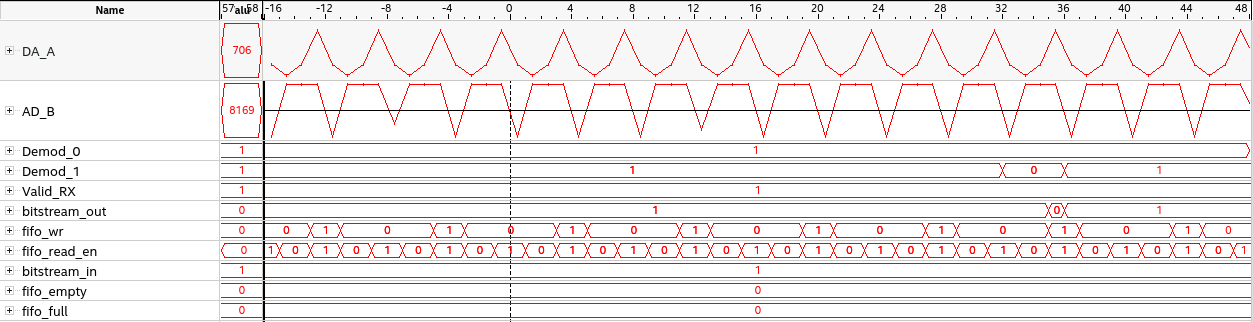 Name 57 alu 58 -16 -12 -8 -4 0 4 8 12 16 20 24 28 32 36 40 44 48
DA_A 706
AD_B 8169
Demod_0 1 1
Demod_1 1 1 0 1
Valid_RX 1 1
bitstream_out 0 1 0 1
fifo_wr 0 0 1 0 1 0 1 0 1 0 1 0 1 0 1 0 1 0
fifo_read_en 0 1 0 1 0 1 0 1 0 1 0 1 0 1 0 1 0 1 0 1 0 1 0 1 0 1 0 1 0 1 0 1 0 1
bitstream_in 1 1
fifo_empty 0 0
fifo_full 0 0